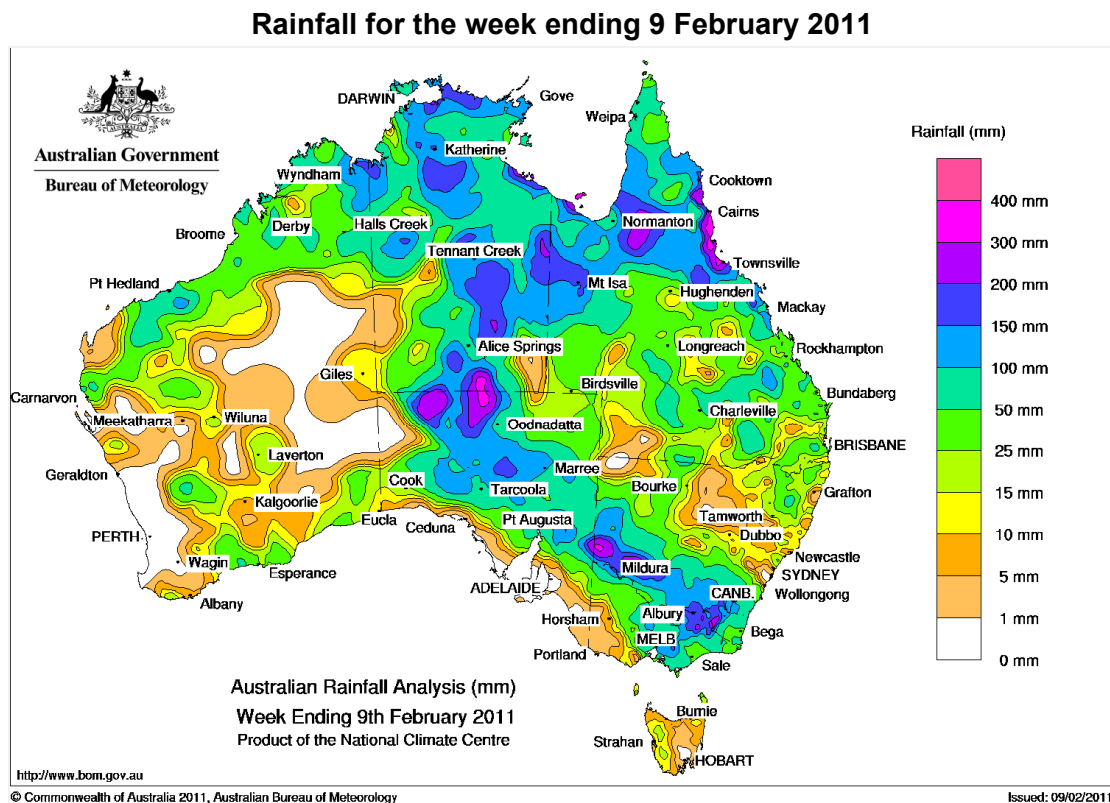 Rainfall for the week ending 9 February 2011
Australian Government
Bureau of Meteorology
DARWIN
Gove
Weipa
Katherine
Wyndham
Cooktown
Cairns
Normanton
Derby
Halls Creek
Broome
Tennant Creek
Townsville
Pt Hedland
Mt Isa
Hughenden
Mackay
Alice Springs
Longreach
Rockhampton
Giles
Birdsville
Carnarvon
Bundaberg
Meekatharra
Wiluna
Charleville
Oodnadatta
BRISBANE
Laverton
Marree
Geraldton
Cook
Tarcoola
Bourke
Grafton
Kalgoorlie
Eucla
Ceduna
Pt Augusta
Tamworth
PERTH
Dubbo
Newcastle
Wagin
Esperance
Mildura
SYDNEY
ADELAIDE
CANB.
Wollongong
Albany
Albury
Horsham
MELB
Bega
Portland
Sale
Burnie
Strahan
HOBART
Rainfall (mm)
400 mm
300 mm
200 mm
150 mm
100 mm
50 mm
25 mm
15 mm
10 mm
5 mm
1 mm
0 mm
Australian Rainfall Analysis (mm)
Week Ending 9th February 2011
Product of the National Climate Centre
http://www.bom.gov.au
© Commonwealth of Australia 2011, Australian Bureau of Meteorology
Issued: 09/02/2011